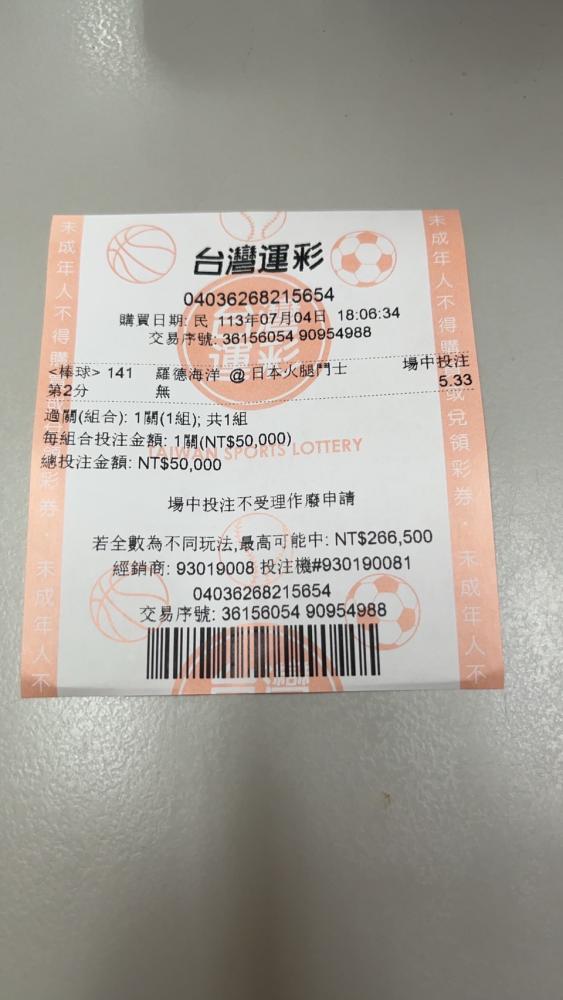 台灣運彩
04036268215654
購買日期: 民 113年07月04日 18:06:34
交易序號: 36156054 90954988
<棒球> 141 羅德海洋 @ 日本火腿鬥士 場中投注
第2分 無 5.33
過關(組合): 1關(1組); 共1組
每組合投注金額: 1關(NT$50,000)
TAIWAN SPORTS LOTTERY
總投注金額: NT$50,000
場中投注不受理作廢申請
若全數為不同玩法,最高可能中: NT$266,500
經銷商: 93019008 投注機#930190081
04036268215654
交易序號: 36156054 90954988
未成年人不得購
彩券．未成年人不
未成年人不得購
或兌領彩券．未成年人不